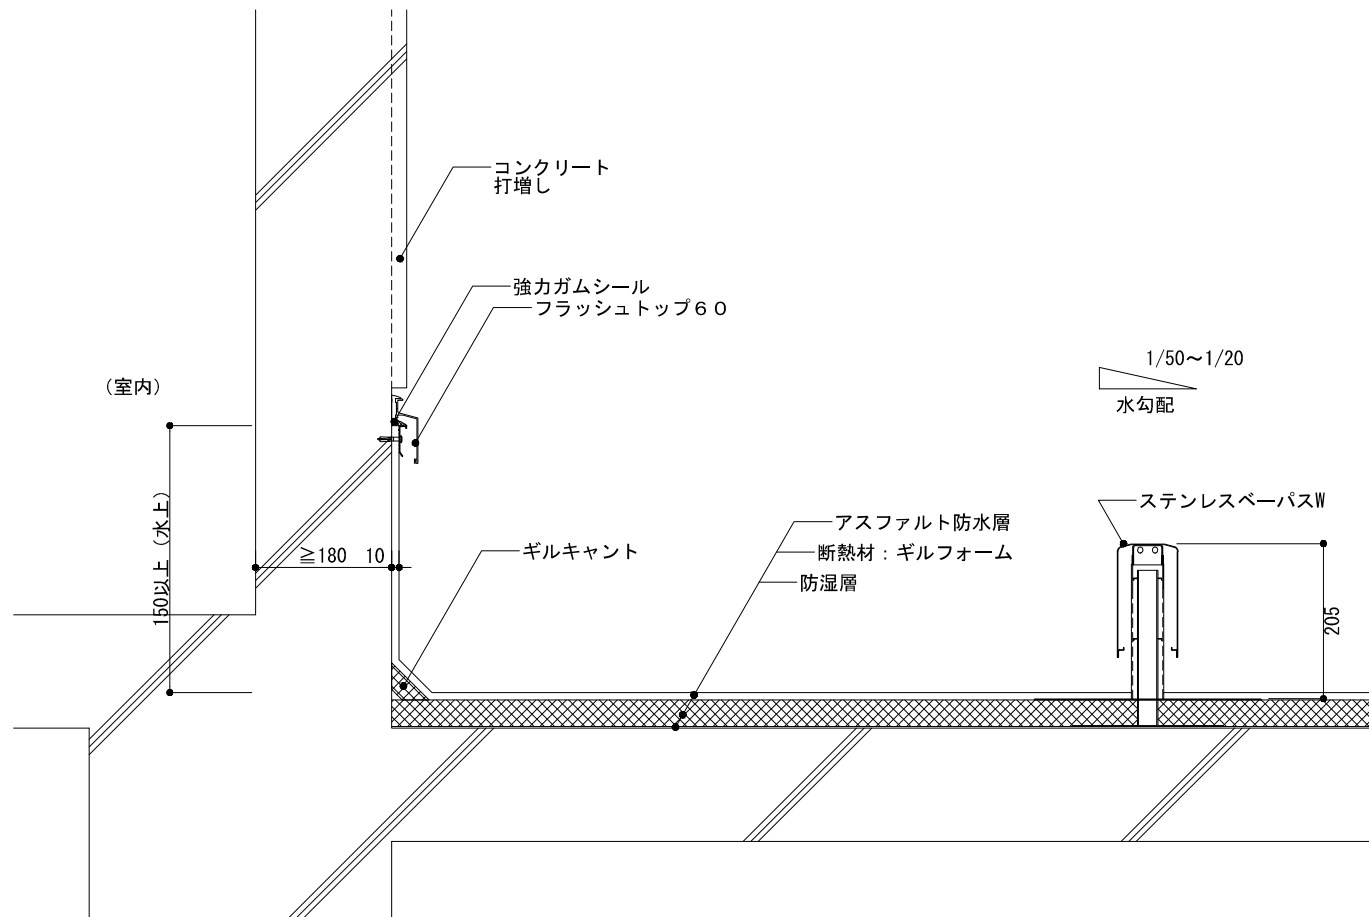 コンクリート
打増し
強力ガムシール
フラッシュトップ６０
1/50～1/20
（室内）
水勾配
ステンスレベーパスW
アスファルト防水層
ギルキャント
断熱材：ギルフォーム
防湿層
≧180
10
150以上（水上）
205